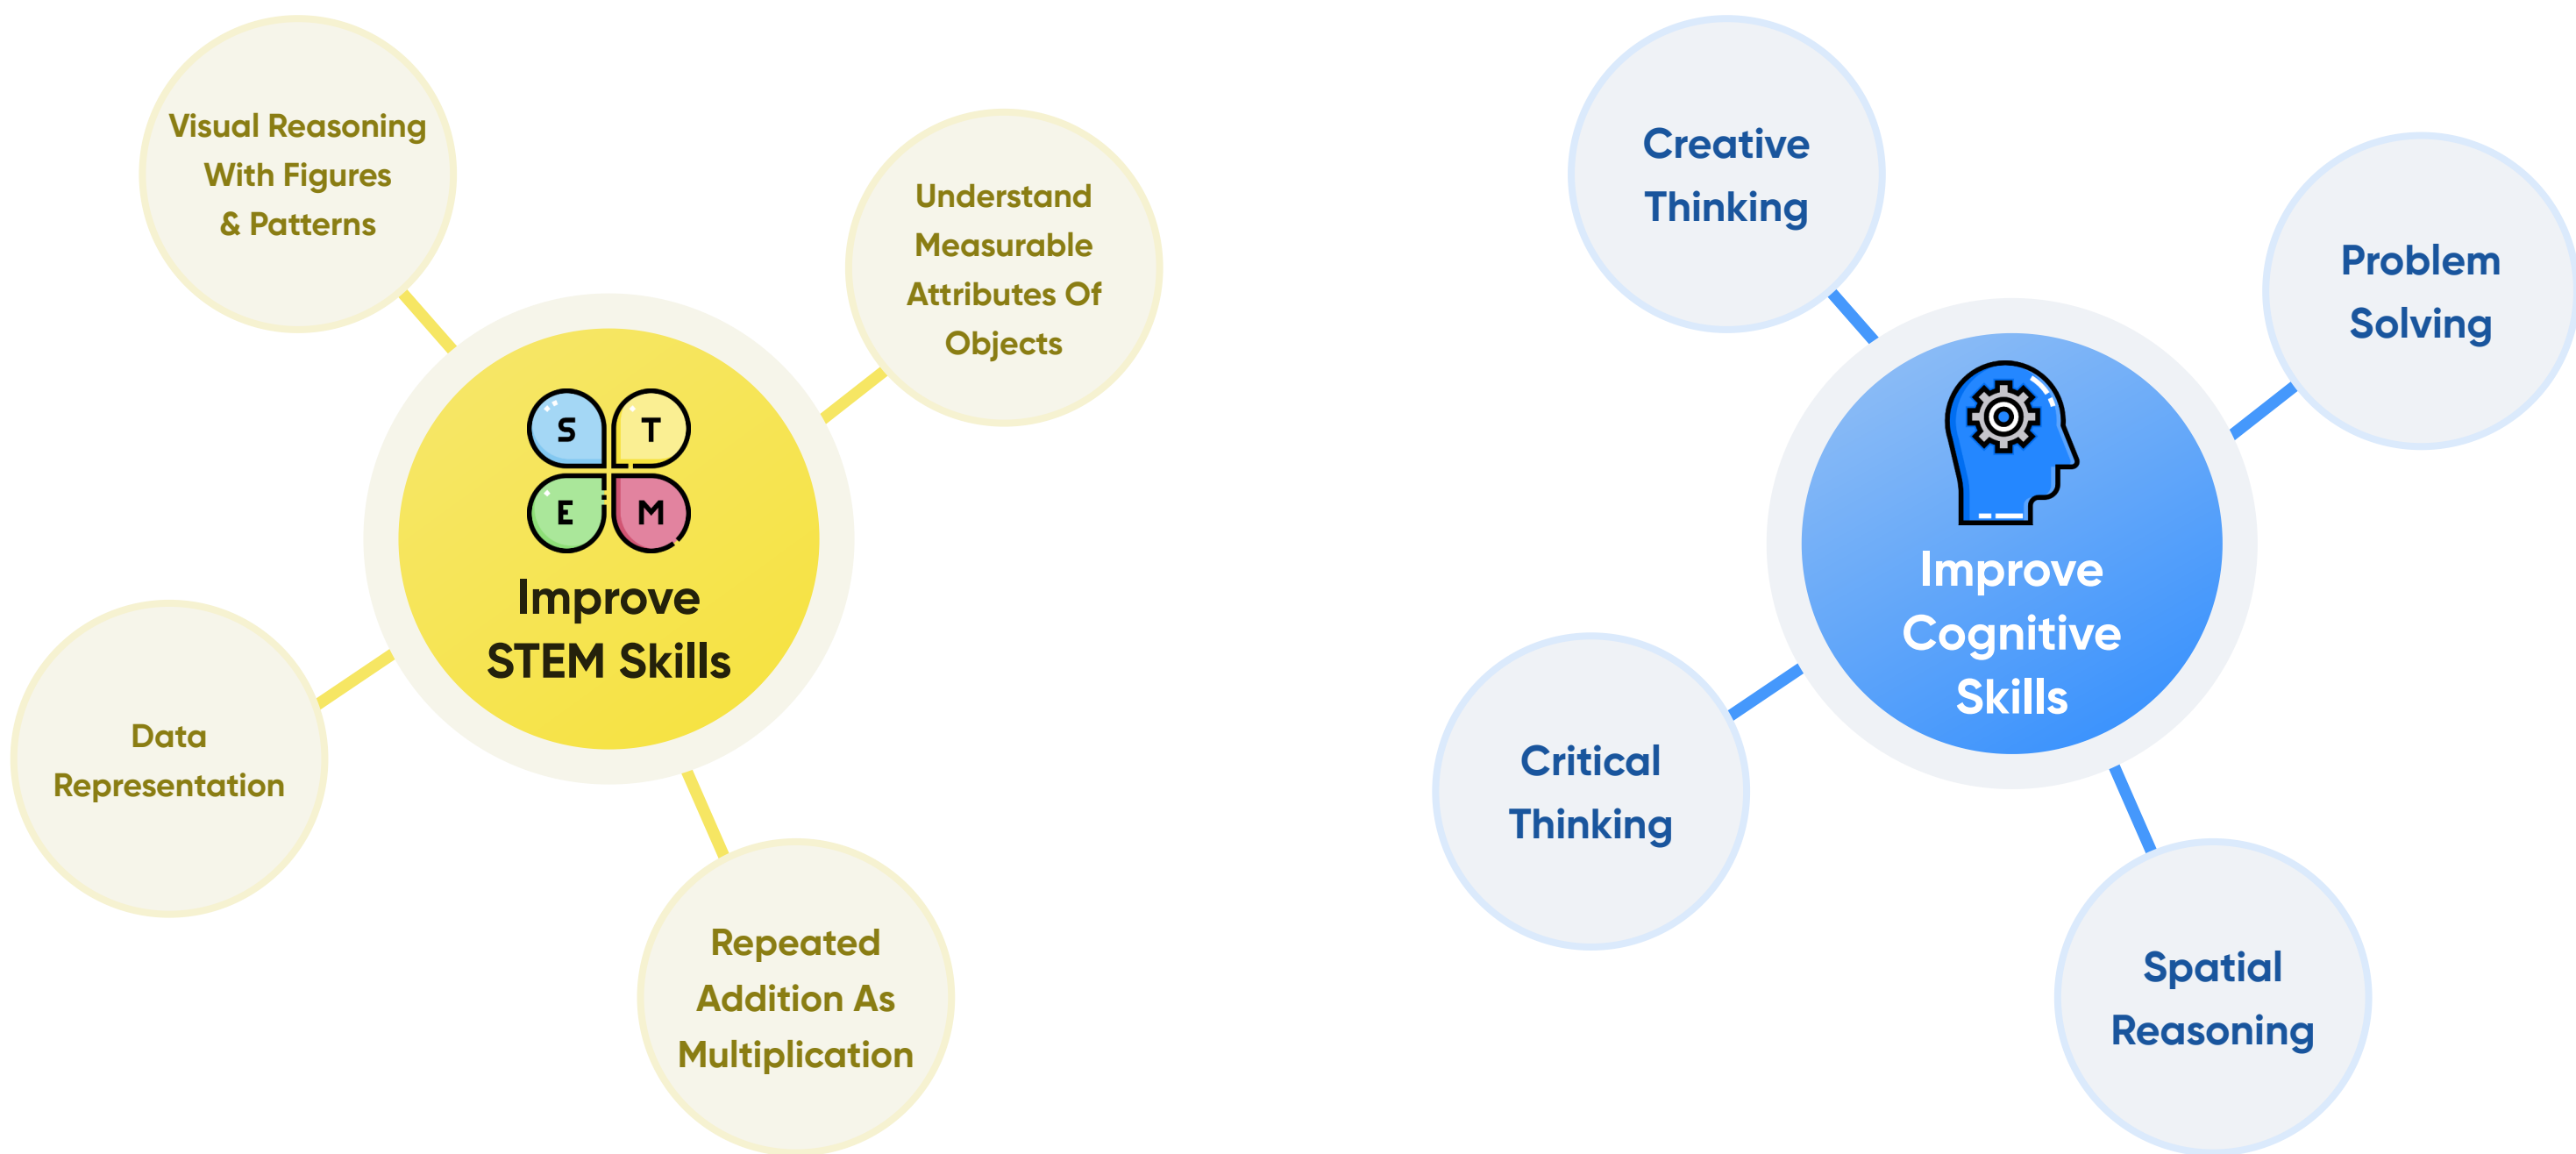 Visual Reasoning
With Figures
& Patterns
Understand
Measurable
Attributes Of
Objects
S
T
E
M
Improve
STEM Skills
Data
Representation
Repeated
Addition As
Multiplication
Creative
Thinking
Problem
Solving
Improve
Cognitive
Skills
Critical
Thinking
Spatial
Reasoning